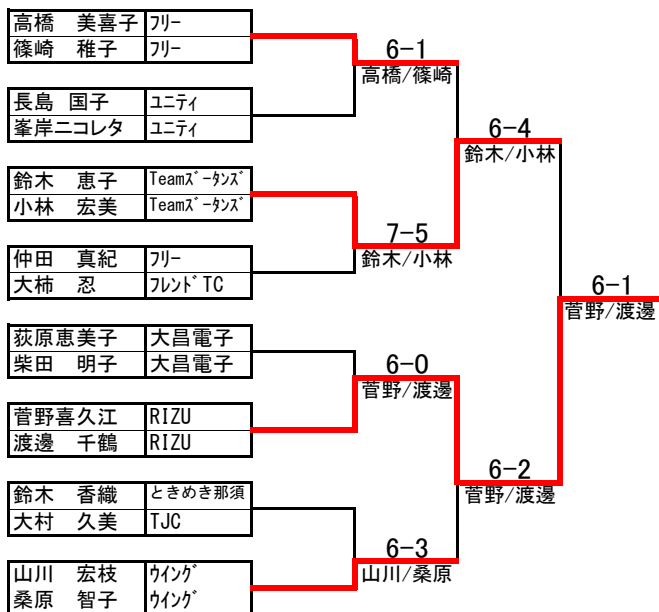 高橋 美喜子 ﾌﾘｰ
篠崎 稚子 ﾌﾘｰ
6-1
高橋/篠崎
長島 国子 ﾕﾆﾃｨ
峯岸ニコレタ ﾕﾆﾃｨ
6-4
鈴木/小林
鈴木 恵子 Teamｽﾞｰﾀﾝｽﾞ
小林 宏美 Teamｽﾞｰﾀﾝｽﾞ
7-5
鈴木/小林
仲田 真紀 ﾌﾘｰ
大柿 忍 ﾌﾚﾝﾄﾞTC
6-1
菅野/渡邊
荻原恵美子 大昌電子
柴田 明子 大昌電子
6-0
菅野/渡邊
菅野喜久江 RIZU
渡邊 千鶴 RIZU
6-2
菅野/渡邊
鈴木 香織 ときめき那須
大村 久美 TJC
6-3
山川/桑原
山川 宏枝 ｳｲﾝｸﾞ
桑原 智子 ｳｲﾝｸﾞ